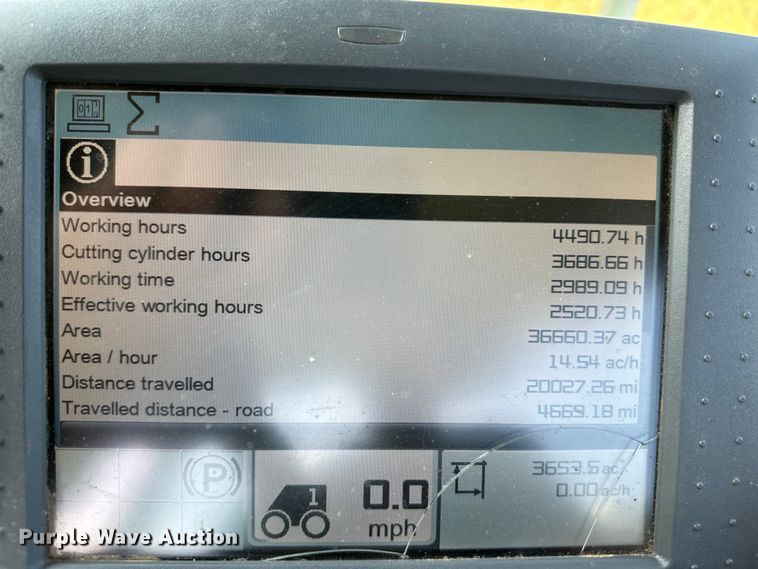 01C
Overview
Working hours 4490.74 h
Cutting cylinder hours 3686.66 h
Working time 2989.09 h
Effective working hours 2520.73 h
Area 36660.37 ac
Area / hour 14.54 ac/h
Distance travelled 20027.26 mi
Travelled distance - road 4669.18 mi
P
1
0.0
mph
3653.6 ac
0.00 ac/h
Purple Wave Auction